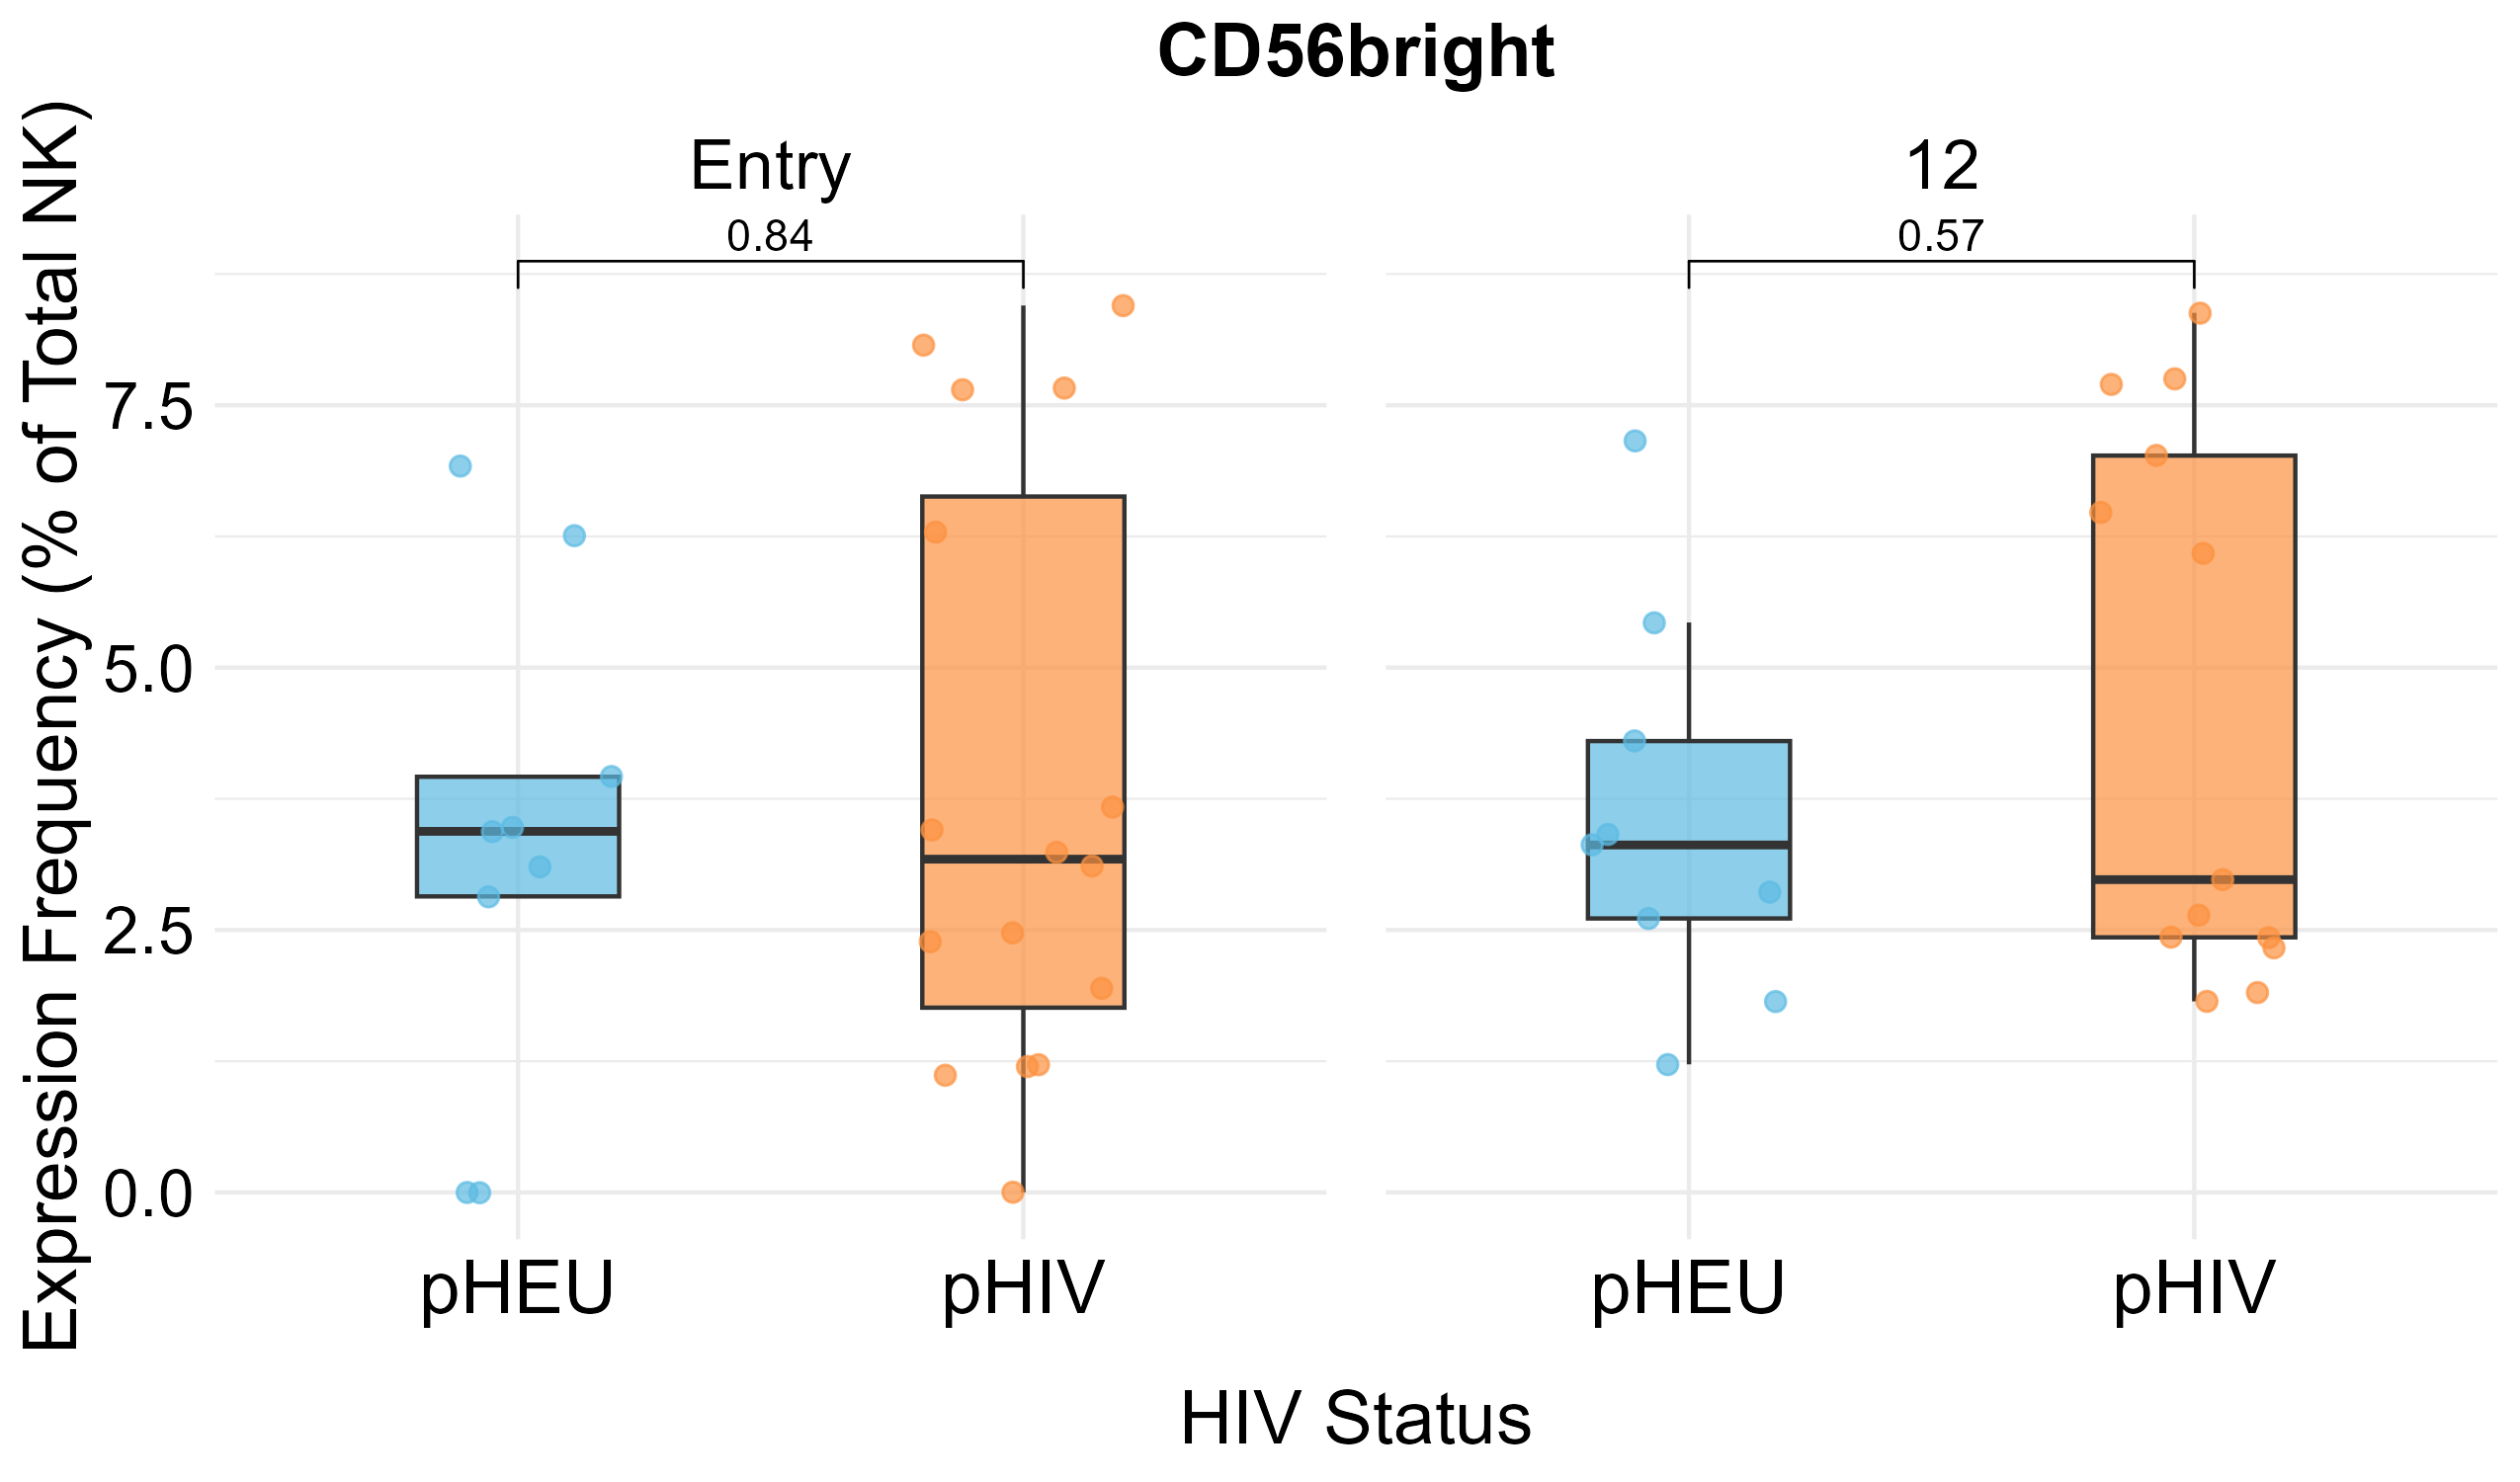 CD56bright
Entry
12
0.84
0.57
Expression Frequency (% of Total NK)
7.5
5.0
2.5
0.0
pHEU
pHIV
pHEU
pHIV
HIV Status